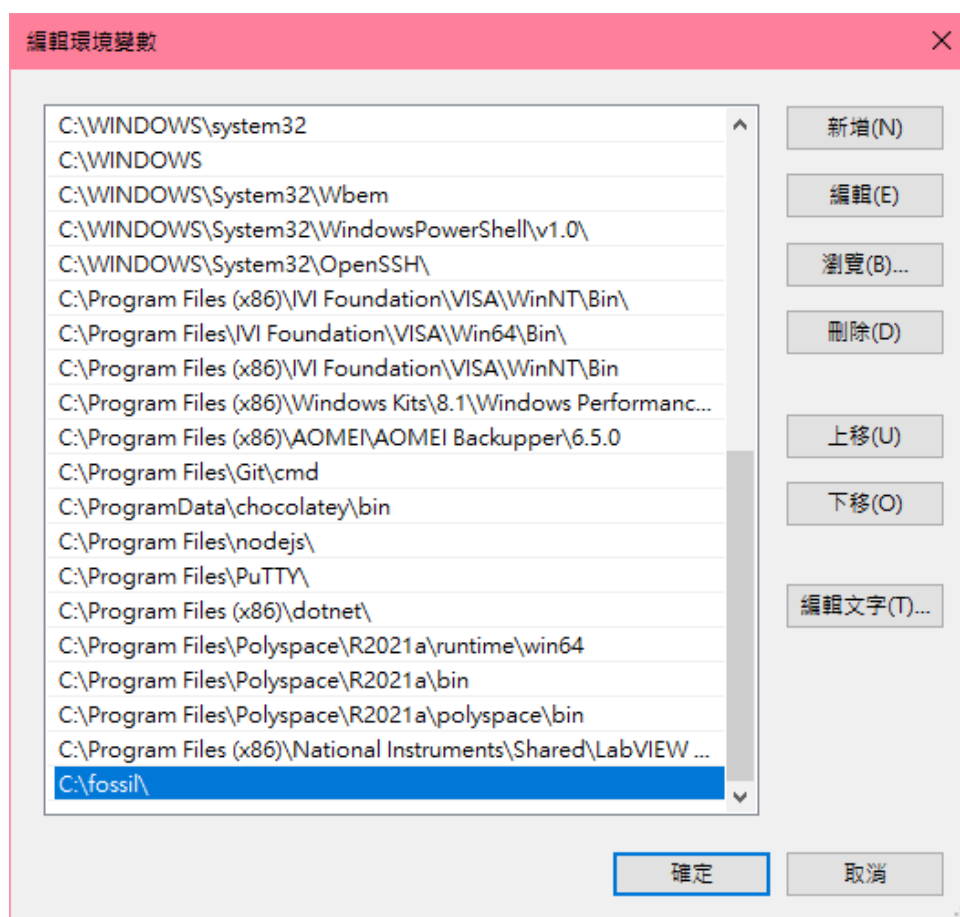 編輯環境變數
C:\WINDOWS\system32
C:\WINDOWS
C:\WINDOWS\System32\Wbem
C:\WINDOWS\System32\WindowsPowerShell\v1.0\
C:\WINDOWS\System32\OpenSSH\
C:\Program Files (x86)\IVI Foundation\VISA\WinNT\Bin\
C:\Program Files\IVI Foundation\VISA\Win64\Bin\
C:\Program Files (x86)\IVI Foundation\VISA\WinNT\Bin
C:\Program Files (x86)\Windows Kits\8.1\Windows Performanc...
C:\Program Files (x86)\AOMEI\AOMEI Backupper\6.5.0
C:\Program Files\Git\cmd
C:\ProgramData\chocolatey\bin
C:\Program Files\nodejs\
C:\Program Files\PuTTY\
C:\Program Files (x86)\dotnet\
C:\Program Files\Polyspace\R2021a\runtime\win64
C:\Program Files\Polyspace\R2021a\bin
C:\Program Files\Polyspace\R2021a\polyspace\bin
C:\Program Files (x86)\National Instruments\Shared\LabVIEW ...
C:\fossil\
新增(N)
編輯(E)
瀏覽(B)...
刪除(D)
上移(U)
下移(O)
編輯文字(T)...
確定
取消